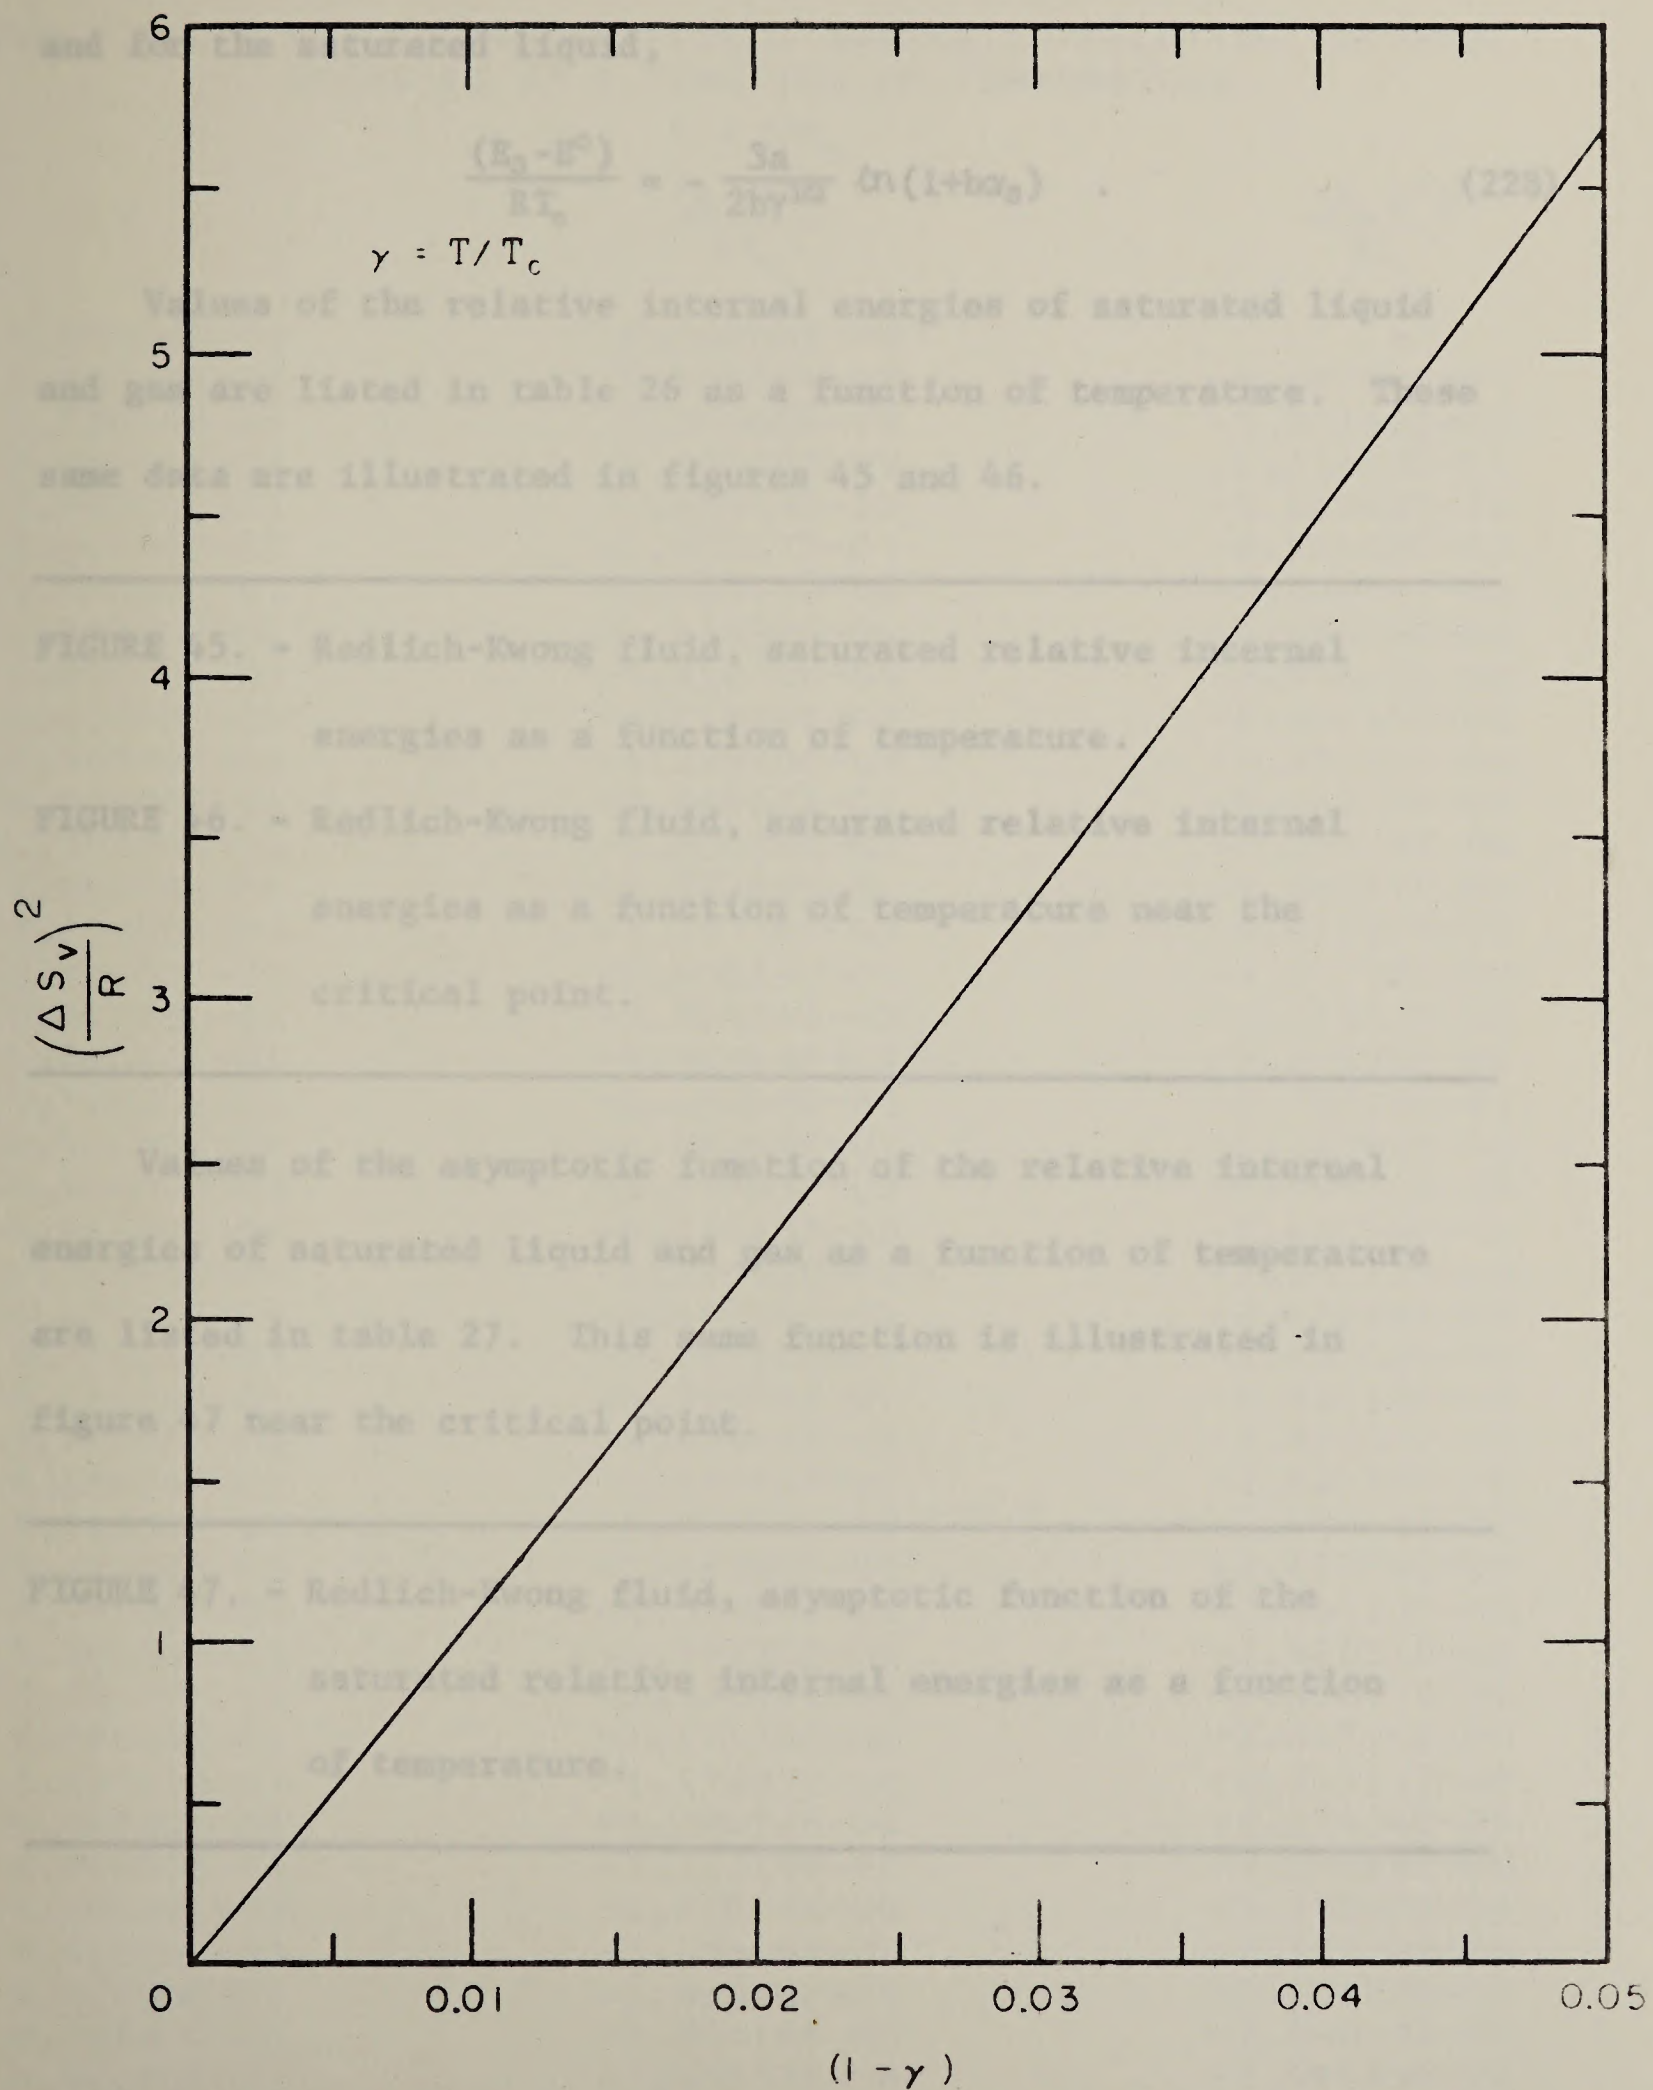 and for the saturated liquid,
(E₀-E°) / RTc = - 3a / 2bγ^1/2 ln(1+bα₀) . (228)
γ = T/Tc
Values of the relative internal energies of saturated liquid
and gas are listed in table 26 as a function of temperature. These
same data are illustrated in figures 45 and 46.
FIGURE 45. - Redlich-Kwong fluid, saturated relative internal
energies as a function of temperature.
FIGURE 46. - Redlich-Kwong fluid, saturated relative internal
energies as a function of temperature near the
critical point.
Values of the asymptotic function of the relative internal
energies of saturated liquid and gas as a function of temperature
are listed in table 27. This same function is illustrated in
figure 47 near the critical point.
FIGURE 47. - Redlich-Kwong fluid, asymptotic function of the
saturated relative internal energies as a function
of temperature.
(ΔSv/R)²
6
5
4
3
2
1
0 0.01 0.02 0.03 0.04 0.05
(1 - γ)